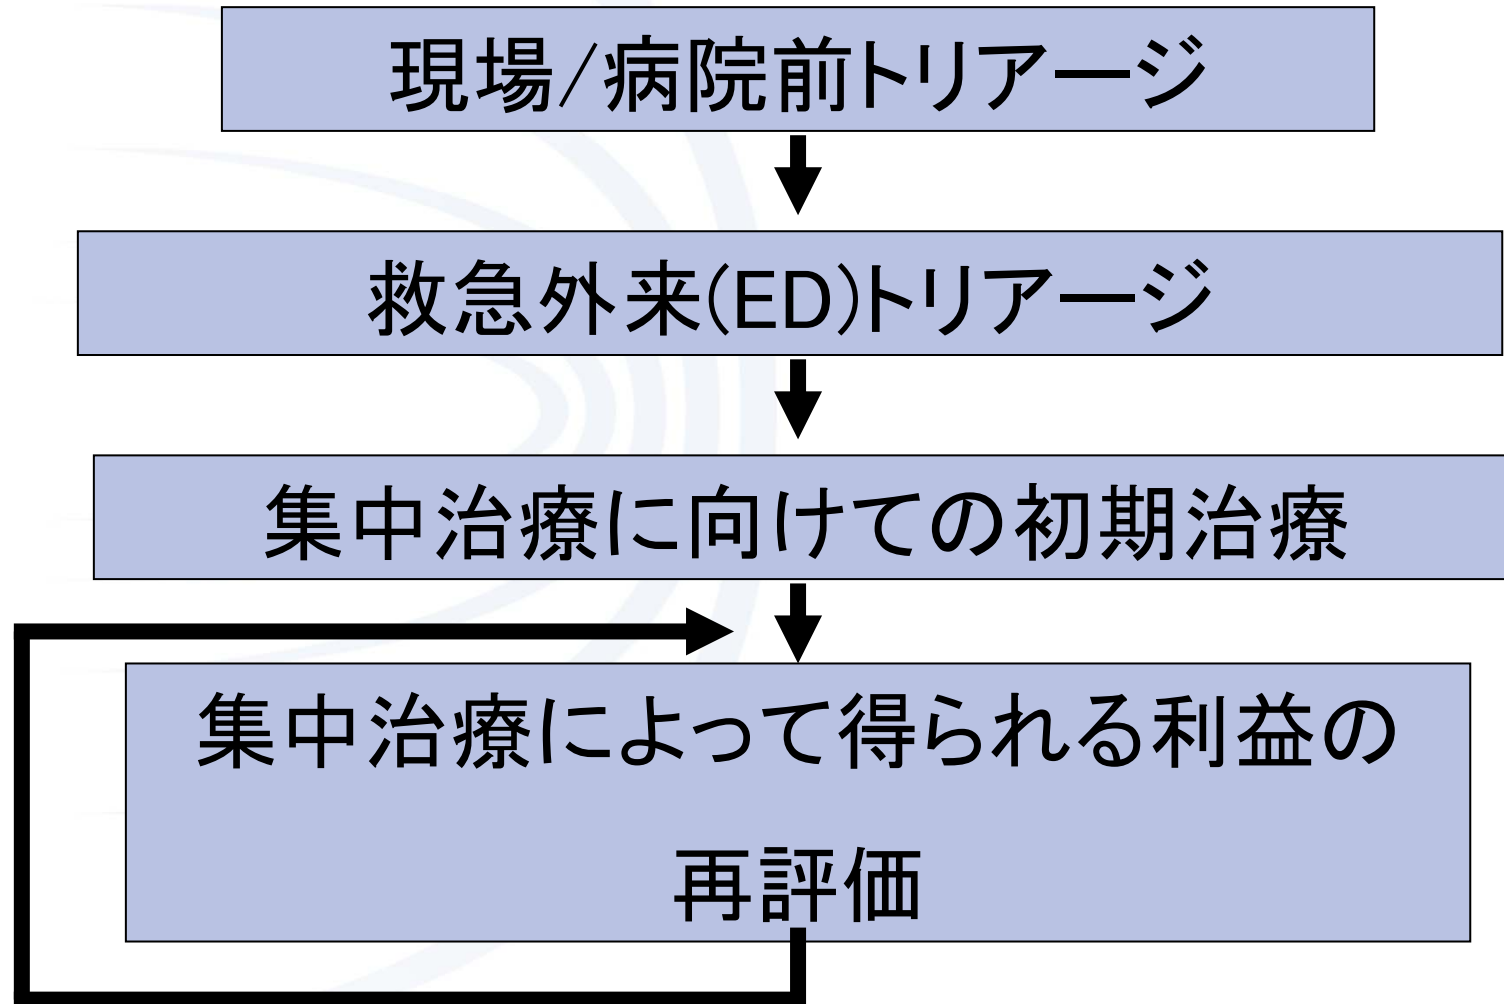 現場/病院前トリアージ
救急外来(ED)トリアージ
集中治療に向けての初期治療
集中治療によって得られる利益の
再評価